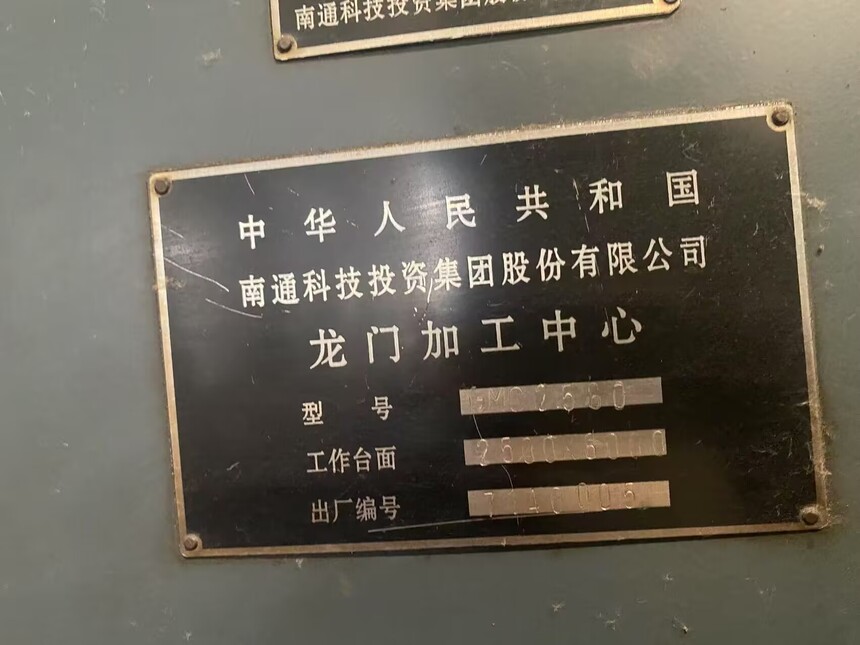 南通科技投资集团股份
中华人民共和国
南通科技投资集团股份有限公司
龙门加工中心
型号
工作台面
出厂编号